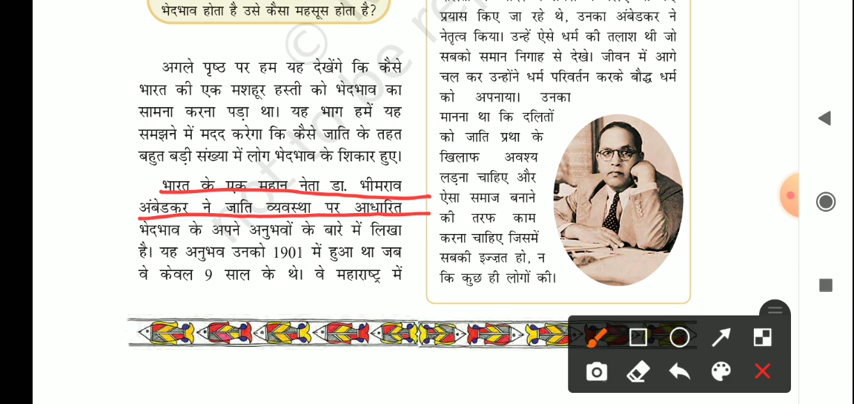 भेदभाव होता है उसे कैसा महसूस होता है?
अगले पृष्ठ पर हम यह देखेंगे कि कैसे
भारत की एक मशहूर हस्ती को भेदभाव का
सामना करना पड़ा था। यह भाग हमें यह
समझने में मदद करेगा कि कैसे जाति के तहत
बहुत बड़ी संख्या में लोग भेदभाव के शिकार हुए।
भारत के एक महान नेता डा. भीमराव
अंबेडकर ने जाति व्यवस्था पर आधारित
भेदभाव के अपने अनुभवों के बारे में लिखा
है। यह अनुभव उनको 1901 में हुआ था जब
वे केवल 9 साल के थे। वे महाराष्ट्र में
प्रयास किए जा रहे थे, उनका अंबेडकर ने
नेतृत्व किया। उन्हें ऐसे धर्म की तलाश थी जो
सबको समान निगाह से देखे। जीवन में आगे
चल कर उन्होंने धर्म परिवर्तन करके बौद्ध धर्म
को अपनाया। उनका
मानना था कि दलितों
को जाति प्रथा के
खिलाफ अवश्य
लड़ना चाहिए और
ऐसा समाज बनाने
की तरफ काम
करना चाहिए जिसमें
सबकी इज़्ज़त हो, न
कि कुछ ही लोगों की।